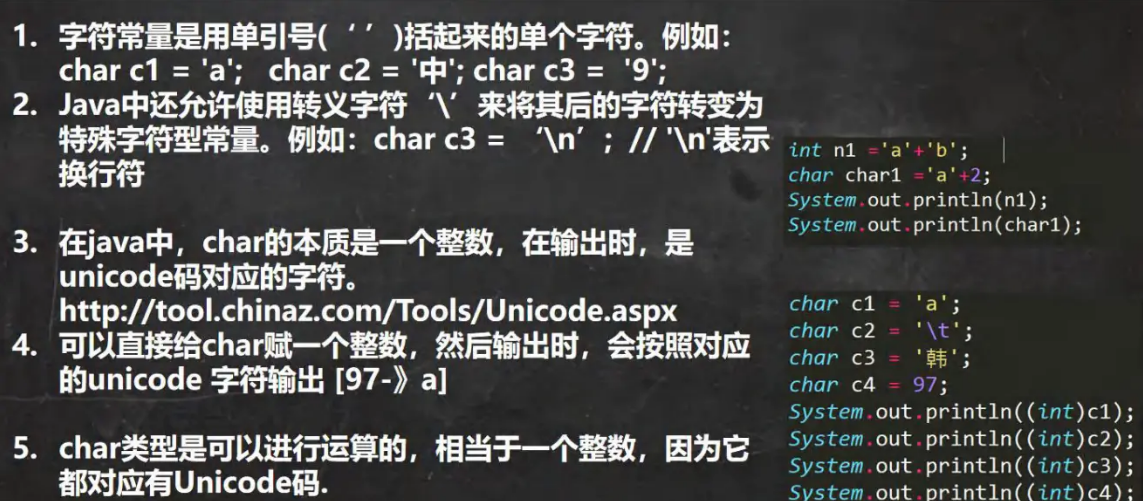 1. 字符常量是用单引号(‘ ’)括起来的单个字符。例如：
char c1 = 'a';   char c2 = '中'; char c3 =  '9';
2. Java中还允许使用转义字符‘\’来将其后的字符转变为
特殊字符型常量。例如：char c3 = ‘\n’; // '\n'表示
换行符
3. 在java中，char的本质是一个整数，在输出时，是
unicode码对应的字符。
http://tool.chinaz.com/Tools/Unicode.aspx
4. 可以直接给char赋一个整数，然后输出时，会按照对应
的unicode 字符输出 [97-》a]
5. char类型是可以进行运算的，相当于一个整数，因为它
都对应有Unicode码.
int n1 ='a'+'b';
char char1 ='a'+2;
System.out.println(n1);
System.out.println(char1);
char c1 = 'a';
char c2 = '\t';
char c3 = '韩';
char c4 = 97;
System.out.println((int)c1);
System.out.println((int)c2);
System.out.println((int)c3);
System.out.println((int)c4);